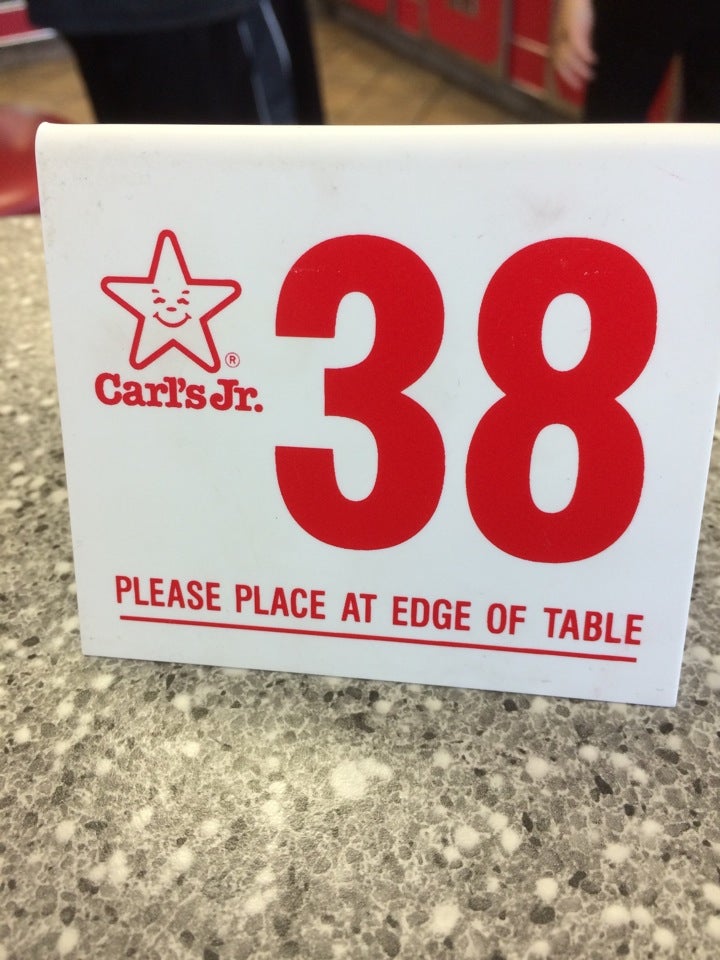 38
®
Carl's Jr.
PLEASE PLACE AT EDGE OF TABLE